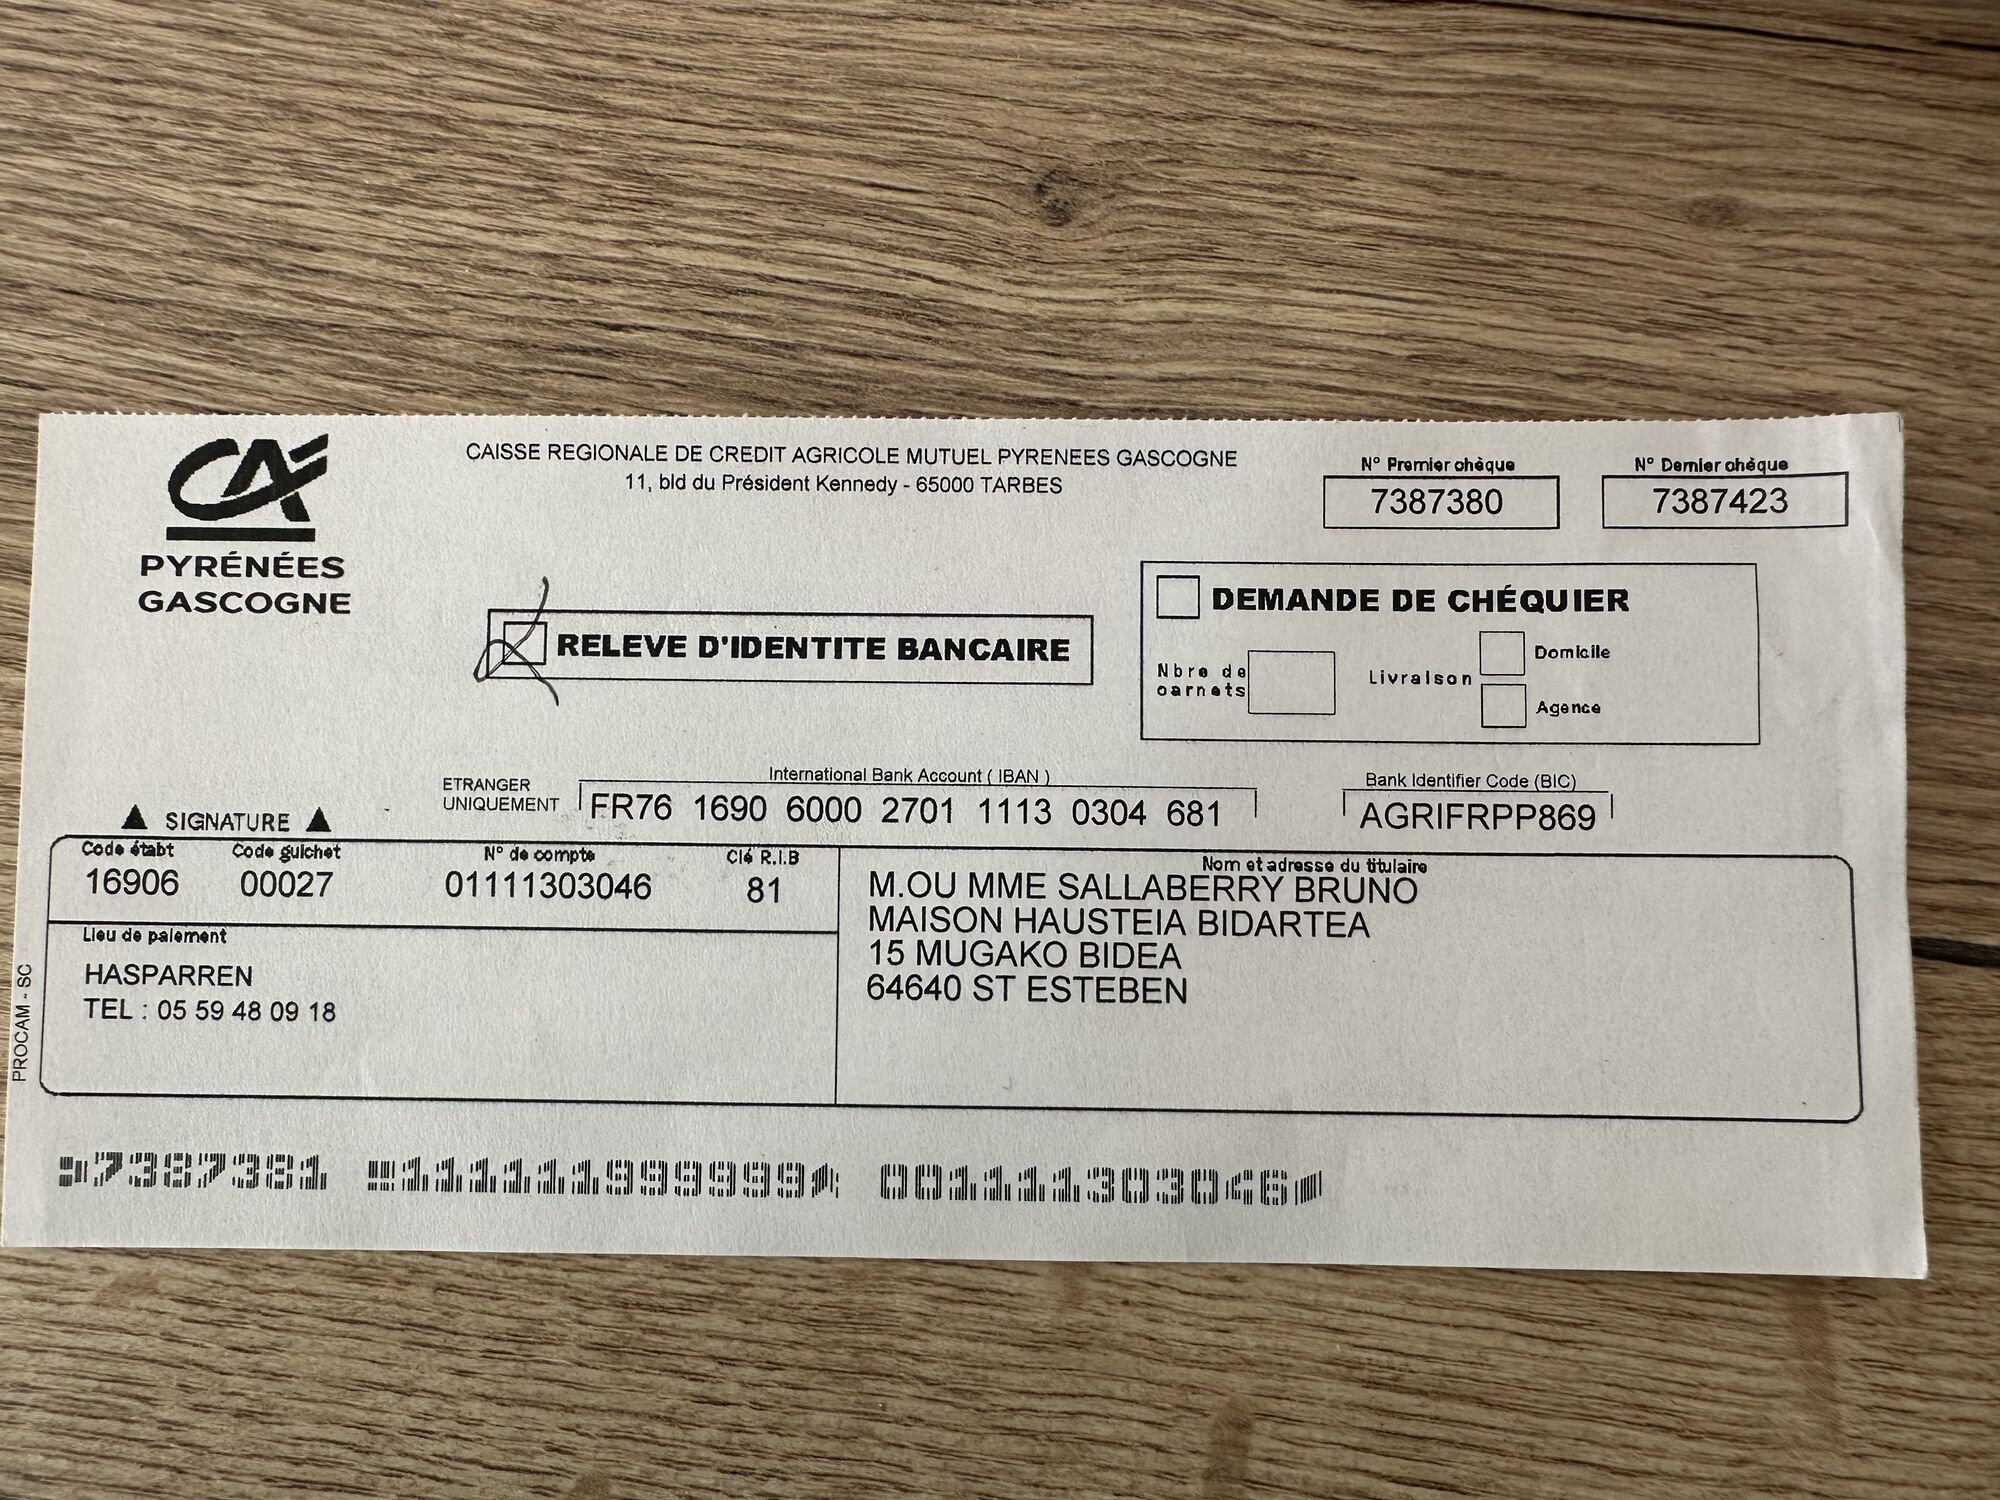 CA
PYRÉNÉES
GASCOGNE
CAISSE REGIONALE DE CREDIT AGRICOLE MUTUEL PYRENEES GASCOGNE
11, bld du Président Kennedy - 65000 TARBES
N° Premier chèque
7387380
N° Dernier chèque
7387423
RELEVE D'IDENTITE BANCAIRE
DEMANDE DE CHÉQUIER
Nbre de
carnets
Livraison
Domicile
Agence
ETRANGER
UNIQUEMENT
International Bank Account ( IBAN )
FR76 1690 6000 2701 1113 0304 681
Bank Identifier Code (BIC)
AGRIFRPP869
SIGNATURE
Code étabt Code guichet N° de compte Clé R.I.B
16906 00027 01111303046 81
Lieu de paiement
HASPARREN
TEL : 05 59 48 09 18
Nom et adresse du titulaire
M.OU MME SALLABERRY BRUNO
MAISON HAUSTEIA BIDARTEA
15 MUGAKO BIDEA
64640 ST ESTEBEN
PROCAM - SC
7387381 111111999999 001111303046